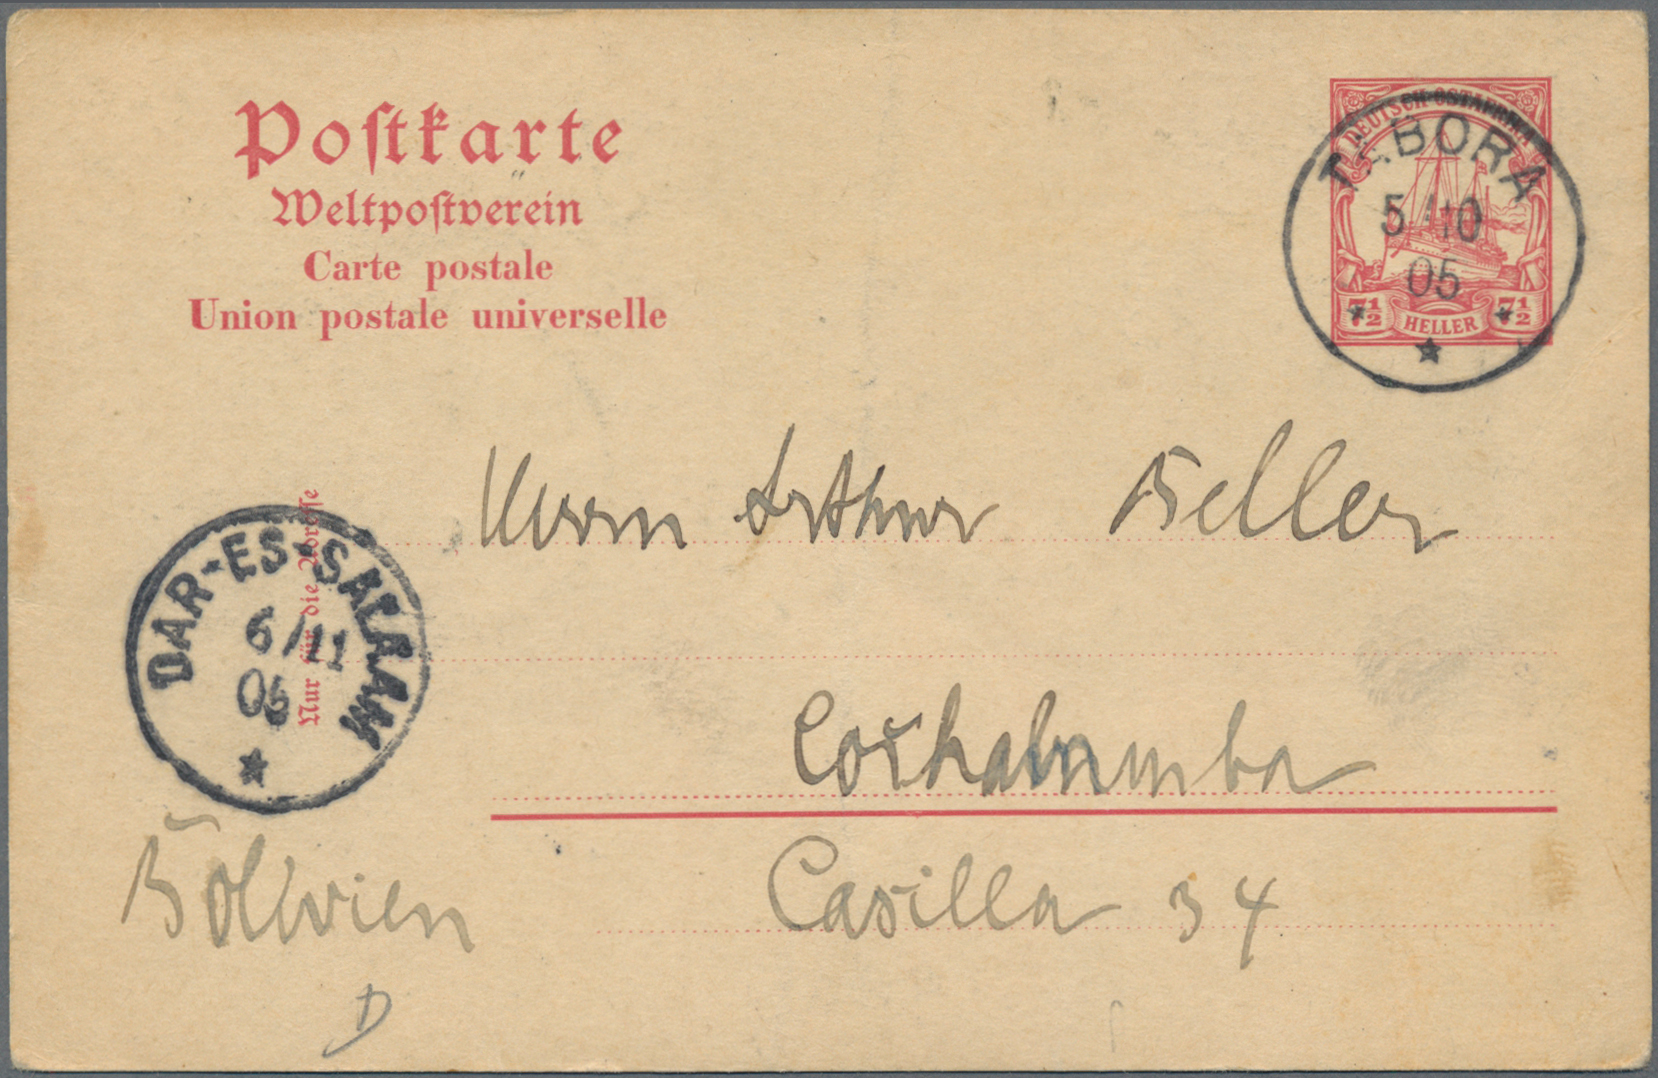 Postkarte
Weltpostverein
Carte postale
Union postale universelle
DEUTSCH-OSTAFRIKA
7½ HELLER 7½
TABORA
5/10
05
Nur für die Adresse
DAR-ES-SALAAM
6/11
05
Herrn Arthur Beller
Cochabamba
Bolivien Casilla 34
D